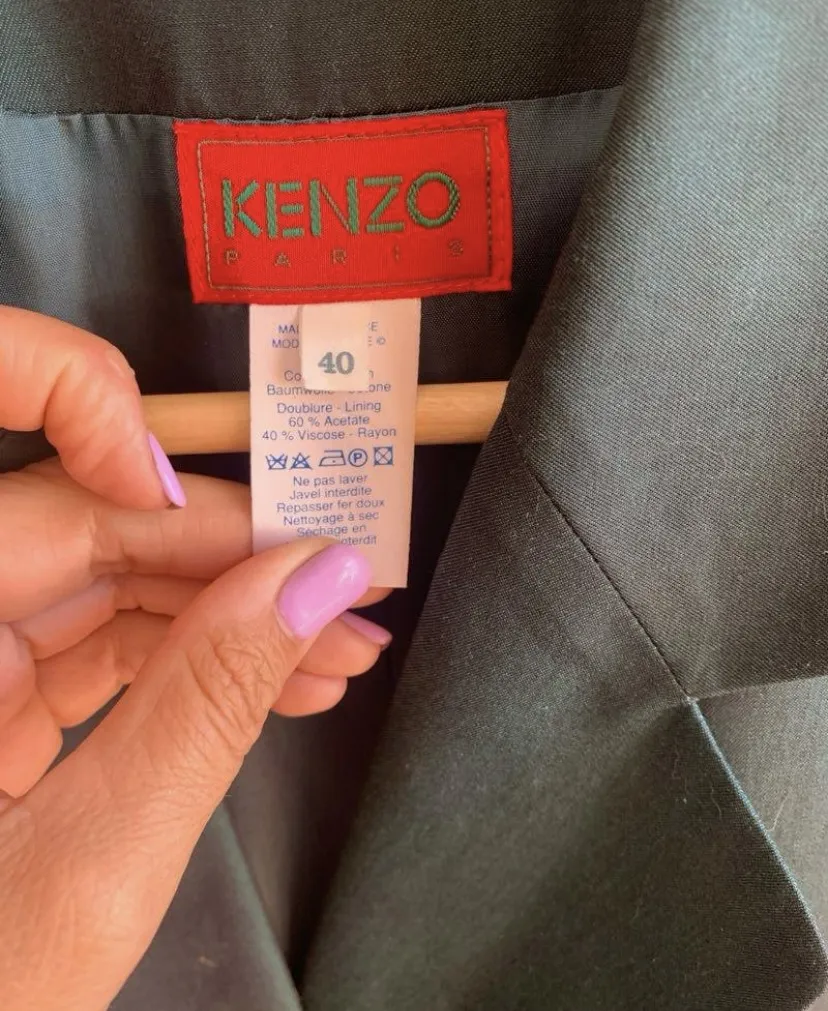 KENZO
PARIS
40
Doublure - Lining
60 % Acetate
40 % Viscose - Rayon
P
Ne pas laver
Javel interdite
Repasser fer doux
Nettoyage à sec
Séchage en